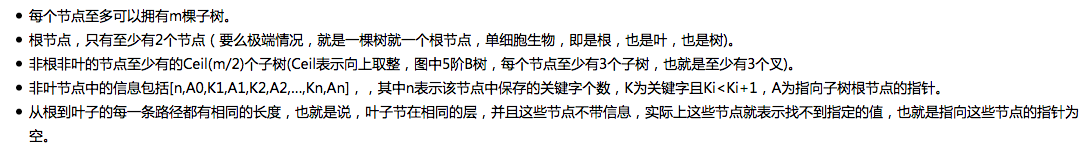 • 每个节点至多可以拥有m棵子树。
• 根节点，只有至少有2个节点（要么极端情况，就是一棵树就一个根节点，单细胞生物，即是根，也是叶，也是树)。
• 非根非叶的节点至少有的Ceil(m/2)个子树(Ceil表示向上取整，图中5阶B树，每个节点至少有3个子树，也就是至少有3个叉)。
• 非叶节点中的信息包括[n,A0,K1,A1,K2,A2,…,Kn,An]，，其中n表示该节点中保存的关键字个数，K为关键字且Ki<Ki+1，A为指向子树根节点的指针。
• 从根到叶子的每一条路径都有相同的长度，也就是说，叶子节在相同的层，并且这些节点不带信息，实际上这些节点就表示找不到指定的值，也就是指向这些节点的指针为
空。